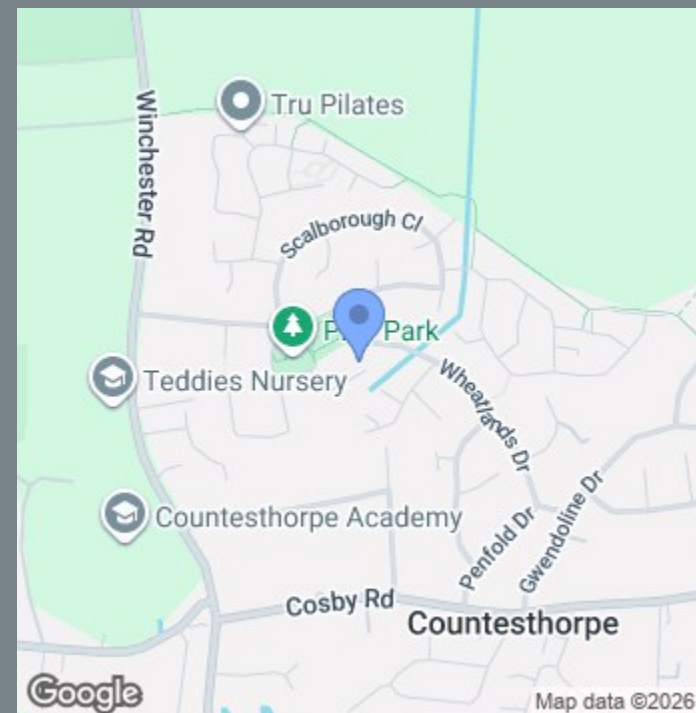 Tru Pilates
Winchester Rd
Scalborough Cl
Park
Teddies Nursery
Wheatlands Dr
Countesthorpe Academy
Gwendoline Dr
Penfold Dr
Cosby Rd
Countesthorpe
Google
Map data ©2026